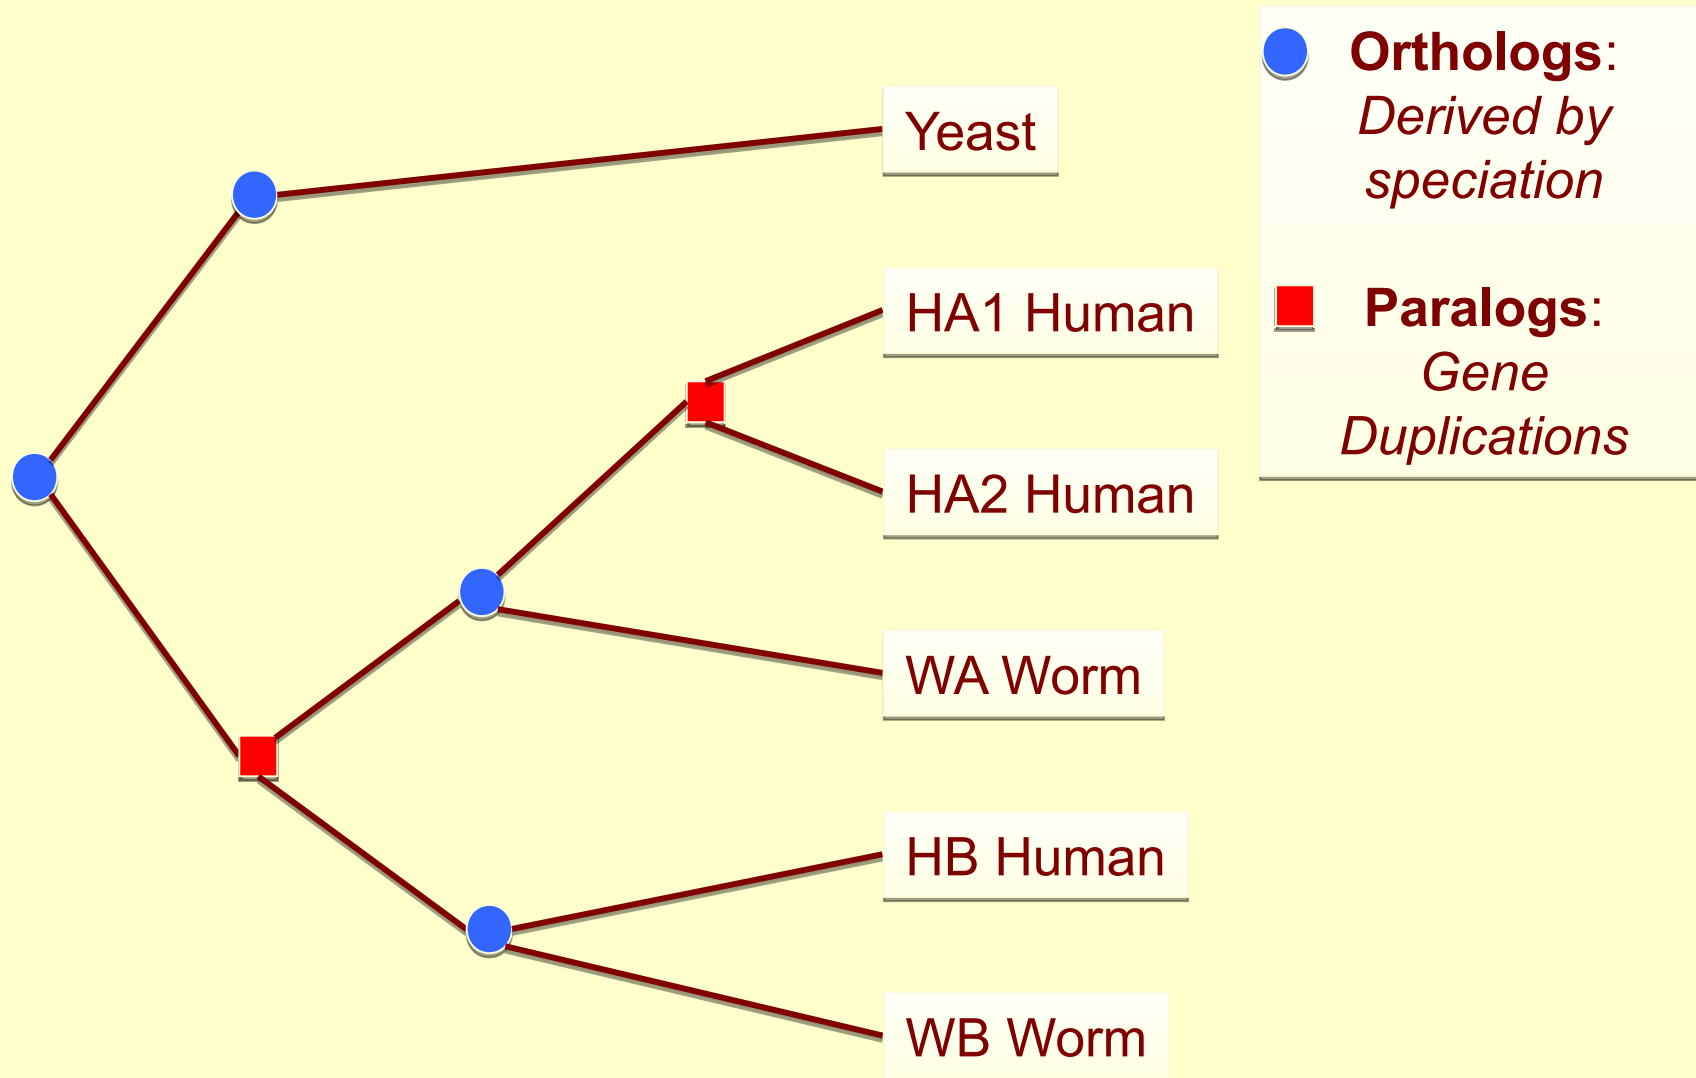 Yeast
HA1 Human
HA2 Human
WA Worm
HB Human
WB Worm
Orthologs:
Derived by
speciation
Paralogs:
Gene
Duplications